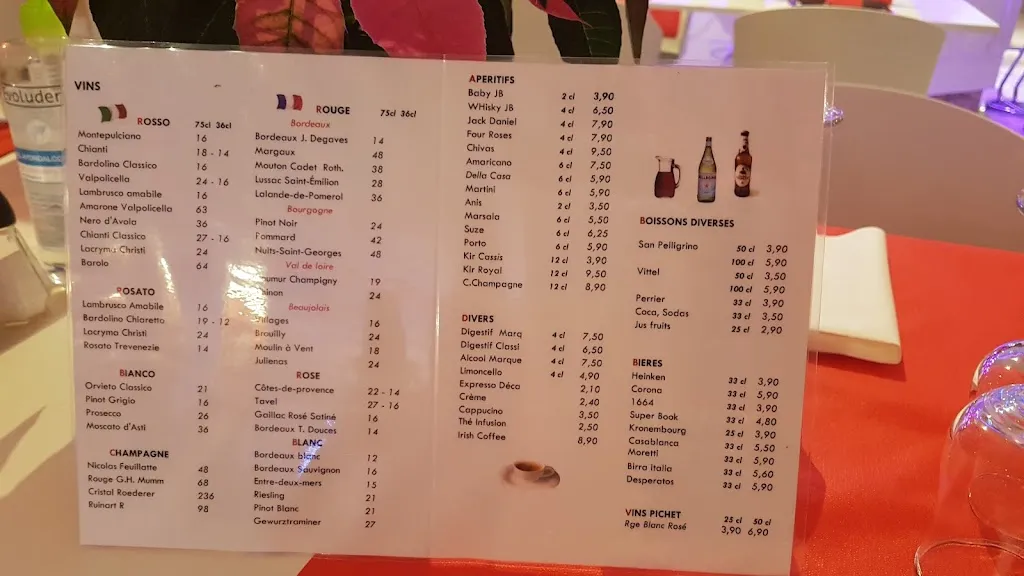 VINS
ROSSO 75cl 36cl
Montepulciano 16
Chianti 18 - 14
Bardolino Classico 16
Valpolicella 24 - 16
Lambrusco amabile 16
Amarone Valpolicella 63
Nero d'Avola 36
Chianti Classico 27 - 16
Lacryma Christi 24
Barolo 64
ROSATO
Lambrusco Amabile 16
Bardolino Chiaretto 19 - 12
Lacryma Christi 24
Rosato Trevenezie 14
BIANCO
Orvieto Classico 21
Pinot Grigio 16
Prosecco 26
Moscato d'Asti 36
CHAMPAGNE
Nicolas Feuillatte 48
Rouge G.H. Mumm 68
Cristal Roederer 236
Ruinart R 98
ROUGE 75cl 36cl
Bordeaux
Bordeaux J. Degaves 14
Margaux 48
Mouton Cadet Roth. 38
Lussac Saint-Émilion 28
Lalande-de-Pomerol 36
Bourgogne
Pinot Noir 24
Pommard 42
Nuits-Saint-Georges 48
Val de loire
Saumur Champigny 19
Chinon 24
Beaujolais
Villages 16
Brouilly 24
Moulin à Vent 18
Julienas 24
ROSE
Côtes-de-provence 22 - 14
Tavel 27 - 16
Gaillac Rosé Satiné 16
Bordeaux T. Douces 14
BLANC
Bordeaux blanc 12
Bordeaux Sauvignon 16
Entre-deux-mers 15
Riesling 21
Pinot Blanc 21
Gewurztraminer 27
APERITIFS
Baby JB 2 cl 3,90
WHisky JB 4 cl 6,50
Jack Daniel 4 cl 7,90
Four Roses 4 cl 7,90
Chivas 4 cl 9,50
Amaricano 6 cl 7,50
Della Casa 6 cl 5,90
Martini 6 cl 5,90
Anis 2 cl 3,50
Marsala 6 cl 5,50
Suze 6 cl 6,25
Porto 6 cl 5,90
Kir Cassis 12 cl 3,90
Kir Royal 12 cl 9,50
C.Champagne 12 cl 8,90
DIVERS
Digestif Marq 4 cl 7,50
Digestif Classi 4 cl 6,50
Alcool Marque 4 cl 7,50
Limoncello 4 cl 4,90
Expresso Déca 2,10
Crème 2,40
Cappucino 3,50
Thé Infusion 2,50
Irish Coffee 8,90
BOISSONS DIVERSES
San Pelligrino 50 cl 3,90
100 cl 5,90
Vittel 50 cl 3,50
100 cl 5,90
Perrier 33 cl 3,90
Coca, Sodas 33 cl 3,50
Jus fruits 25 cl 2,90
BIERES
Heinken 33 cl 3,90
Corona 33 cl 5,90
1664 33 cl 3,90
Super Book 33 cl 4,80
Kronembourg 25 cl 3,90
Casablanca 33 cl 5,50
Moretti 33 cl 5,90
Birra italia 33 cl 5,60
Desperatos 33 cl 5,90
VINS PICHET 25 cl 50 cl
Rge Blanc Rosé 3,90 6,90